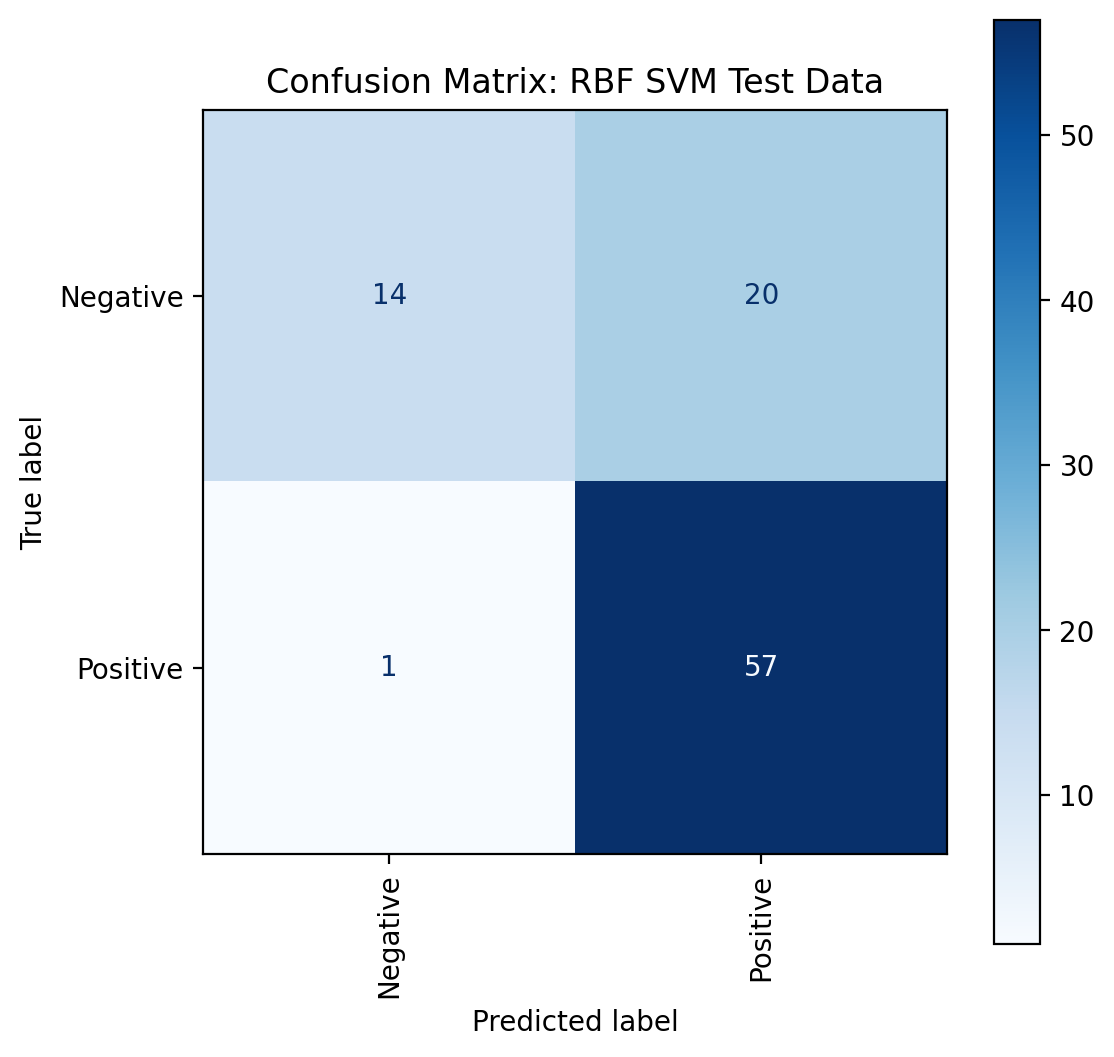 Confusion Matrix: RBF SVM Test Data
50
40
30
20
10
True label
Negative
Positive
14
20
1
57
Negative
Positive
Predicted label